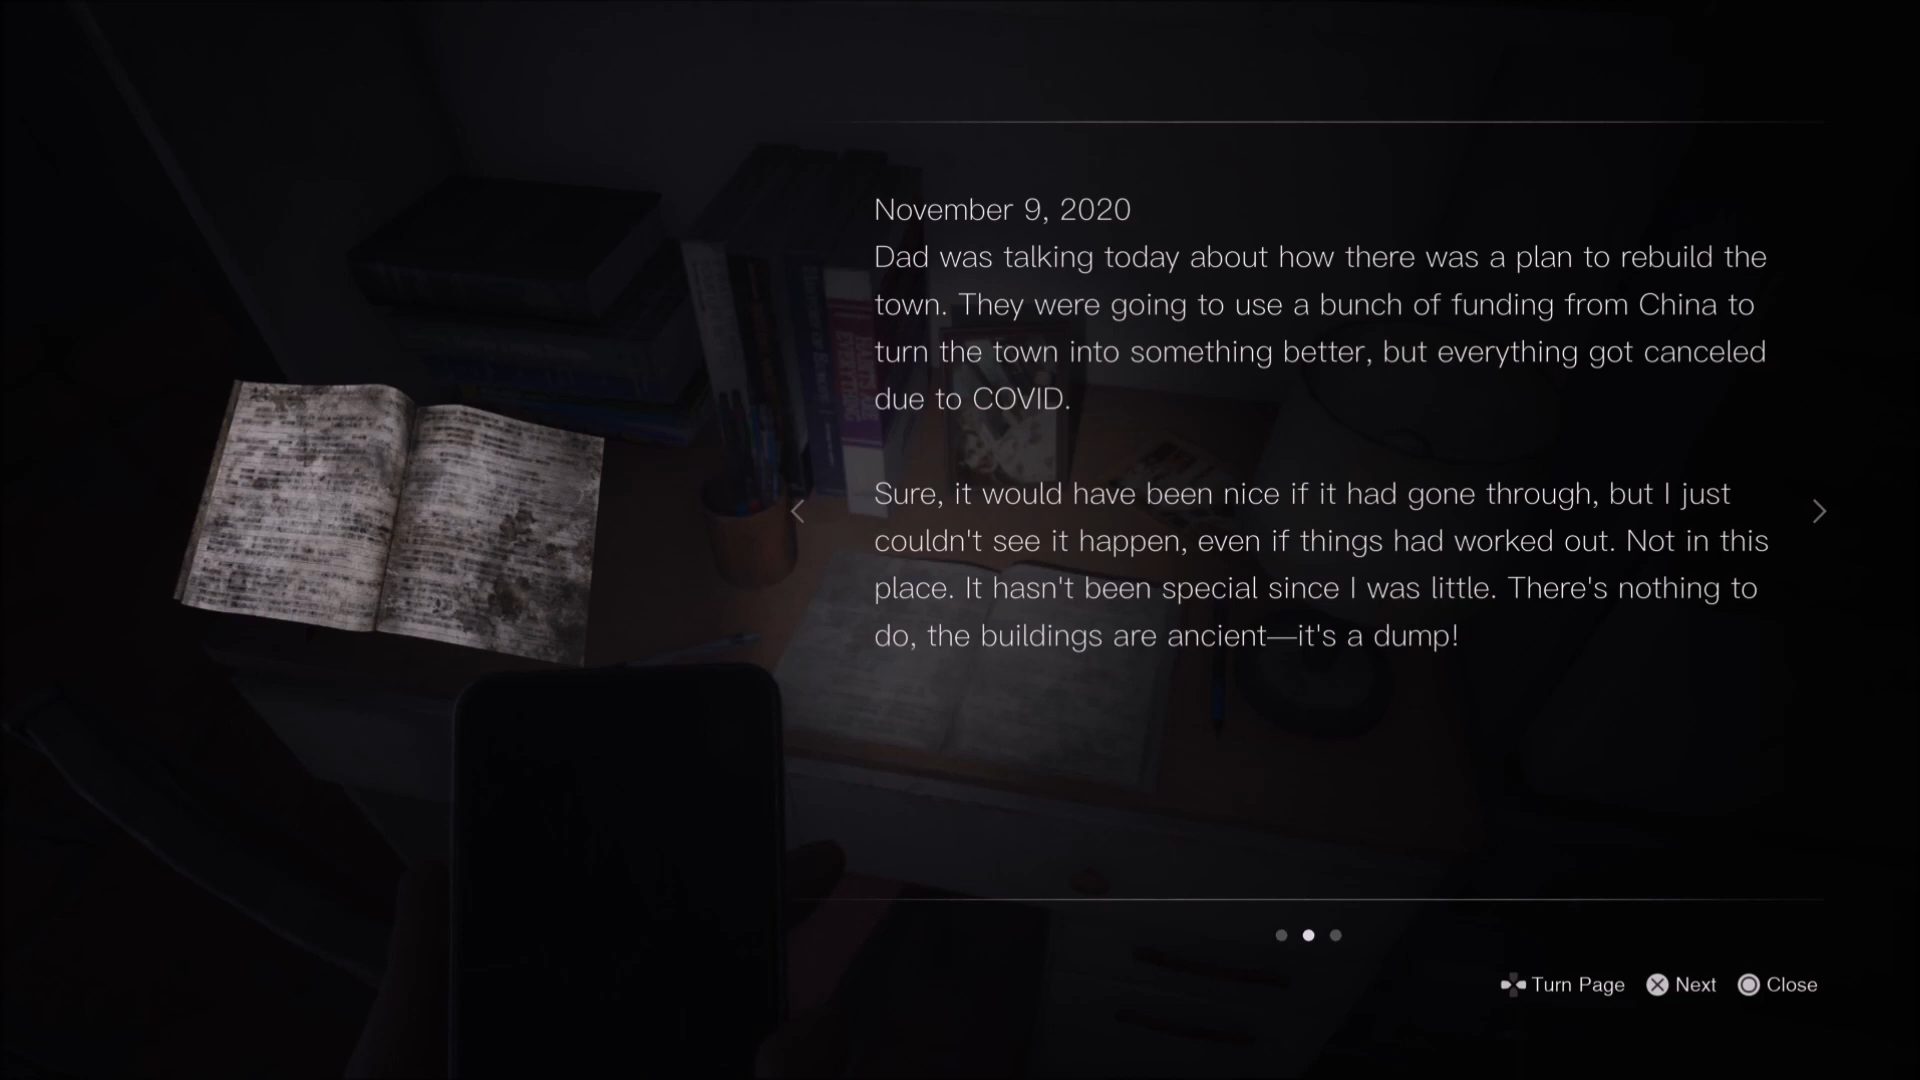 November 9, 2020
Dad was talking today about how there was a plan to rebuild the
town. They were going to use a bunch of funding from China to
turn the town into something better, but everything got canceled
due to COVID.
Sure, it would have been nice if it had gone through, but I just
couldn't see it happen, even if things had worked out. Not in this
place. It hasn't been special since I was little. There's nothing to
do, the buildings are ancient—it's a dump!
Turn Page Next Close